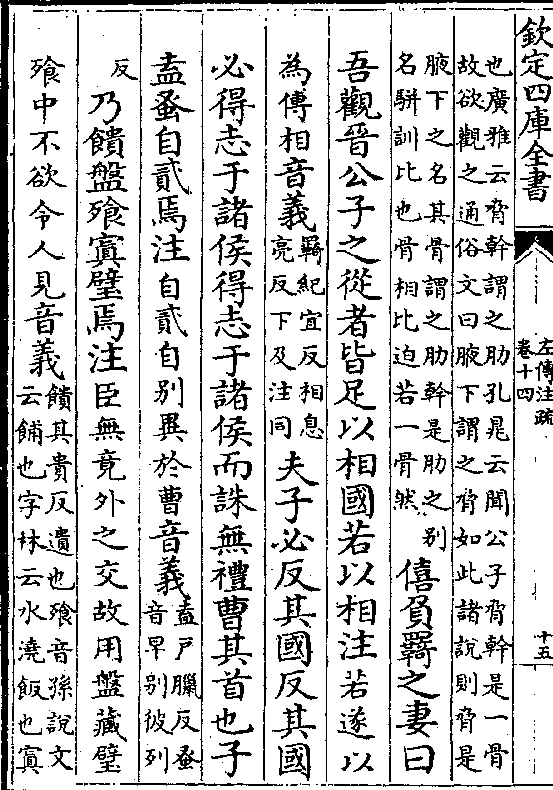 欽定四庫全書
左傳注疏
卷十四
十五
也廣雅云脅幹謂之肋孔晁云聞公子脅幹是一骨
故欲觀之通俗文曰腋下謂之脅如此諸説則脅是
腋下之名其骨謂之肋幹是肋之别
名駢訓比也骨相比迫若一骨然
僖負羈之妻曰
吾觀晉公子之從者皆足以相國若以相注若遂以
為傅相音義
羈紀宜反相息
亮反下及注同
夫子必反其國反其國
必得志于諸侯得志于諸侯而誅無禮曹其首也子
盍蚤自貳焉注自貳自别異於曹音義
盍戸臘反蚤
音早别彼列
反
乃饋盤飱寘璧焉注臣無竟外之交故用盤藏璧
飱中不欲令人見音義
饋其貴反遺也飱音孫説文
云餔也字林云水澆飯也寘